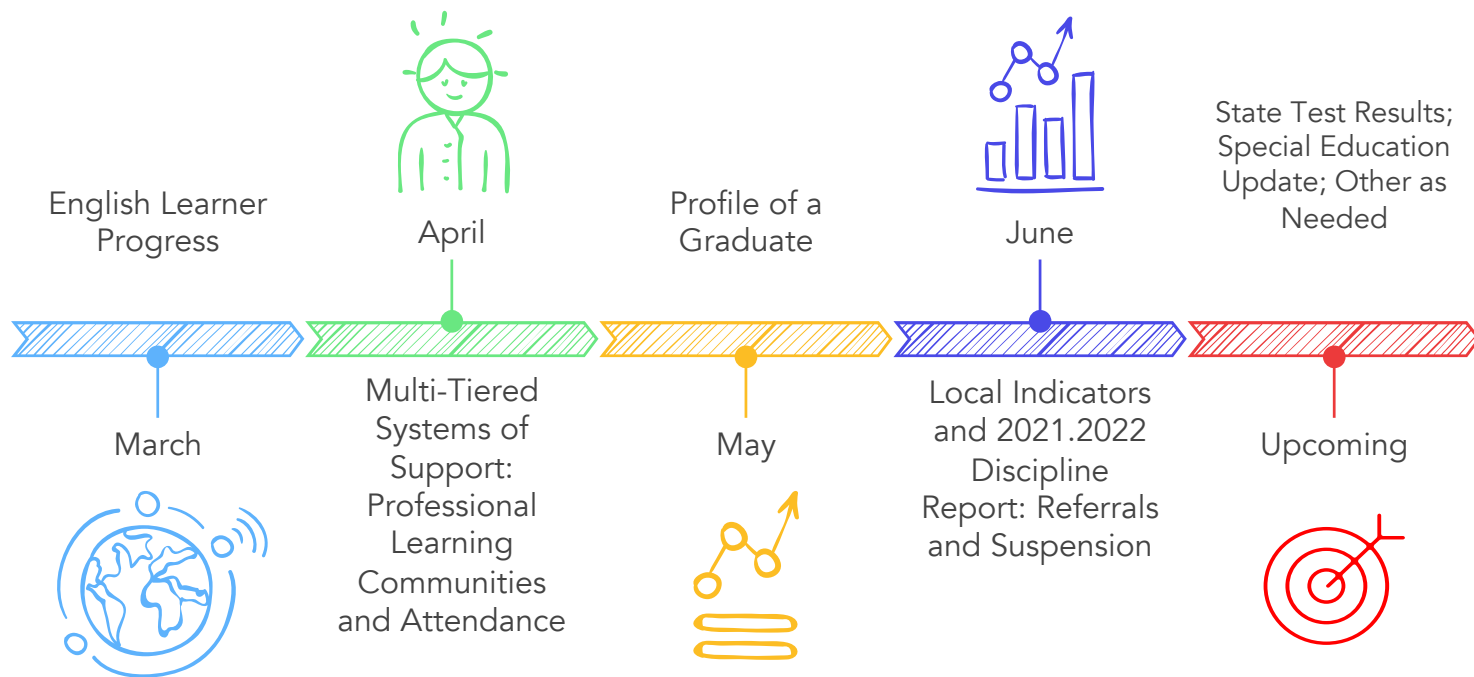 English Learner
Progress
March
April
Multi-Tiered
Systems of
Support:
Professional
Learning
Communities
and Attendance
Profile of a
Graduate
May
June
Local Indicators
and 2021.2022
Discipline
Report: Referrals
and Suspension
State Test Results;
Special Education
Update; Other as
Needed
Upcoming